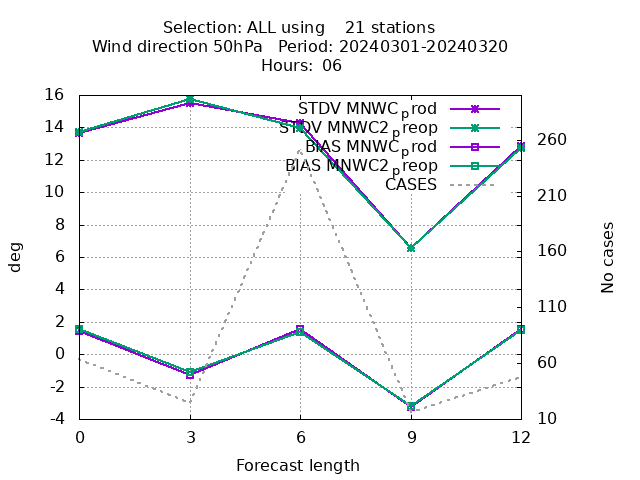 Selection: ALL using    21 stations
Wind direction 50hPa   Period: 20240301-20240320
Hours: 06
STDV MNWC_prod
STDV MNWC2_preop
BIAS MNWC_prod
BIAS MNWC2_preop
CASES
16
14
12
10
8
6
4
2
0
-2
-4
deg
260
210
160
110
60
10
No cases
0 3 6 9 12
Forecast length